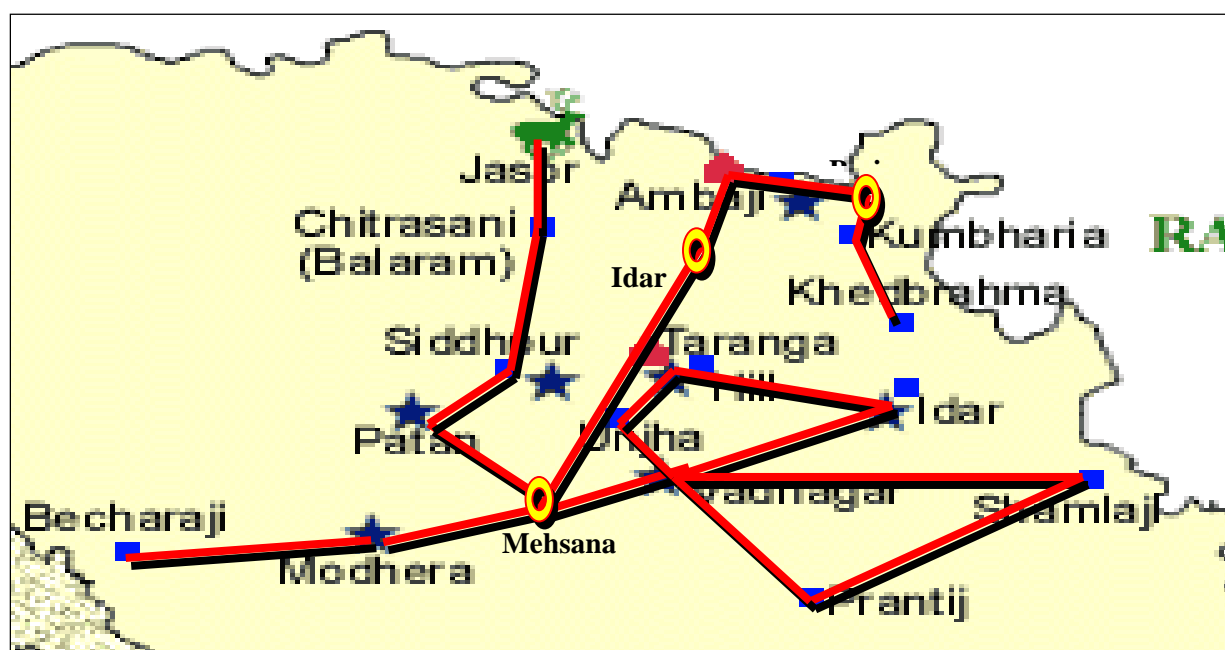 Jasor
Ambaji
Chitrasani
(Balaram)
Kumbharia
RA
Idar
Khedbrahma
Siddhpur
Taranga
Hill
Idar
Patan
Unjha
Vadnagar
Shamlaji
Becharaji
Mehsana
Modhera
Prantij